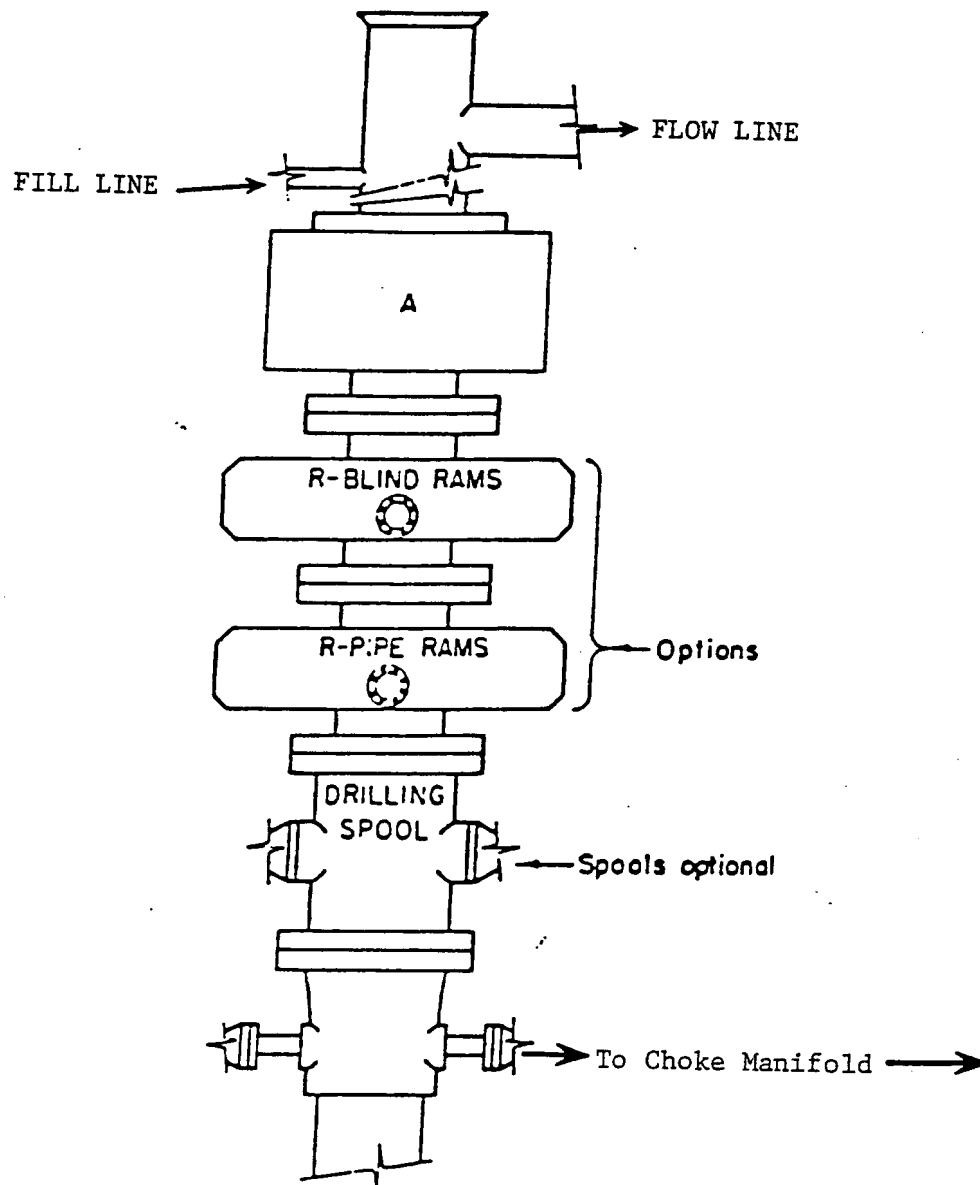 FLOW LINE
FILL LINE
A
R-BLIND RAMS
R-PIPE RAMS
Options
DRILLING
SPOOL
Spools optional
To Choke Manifold